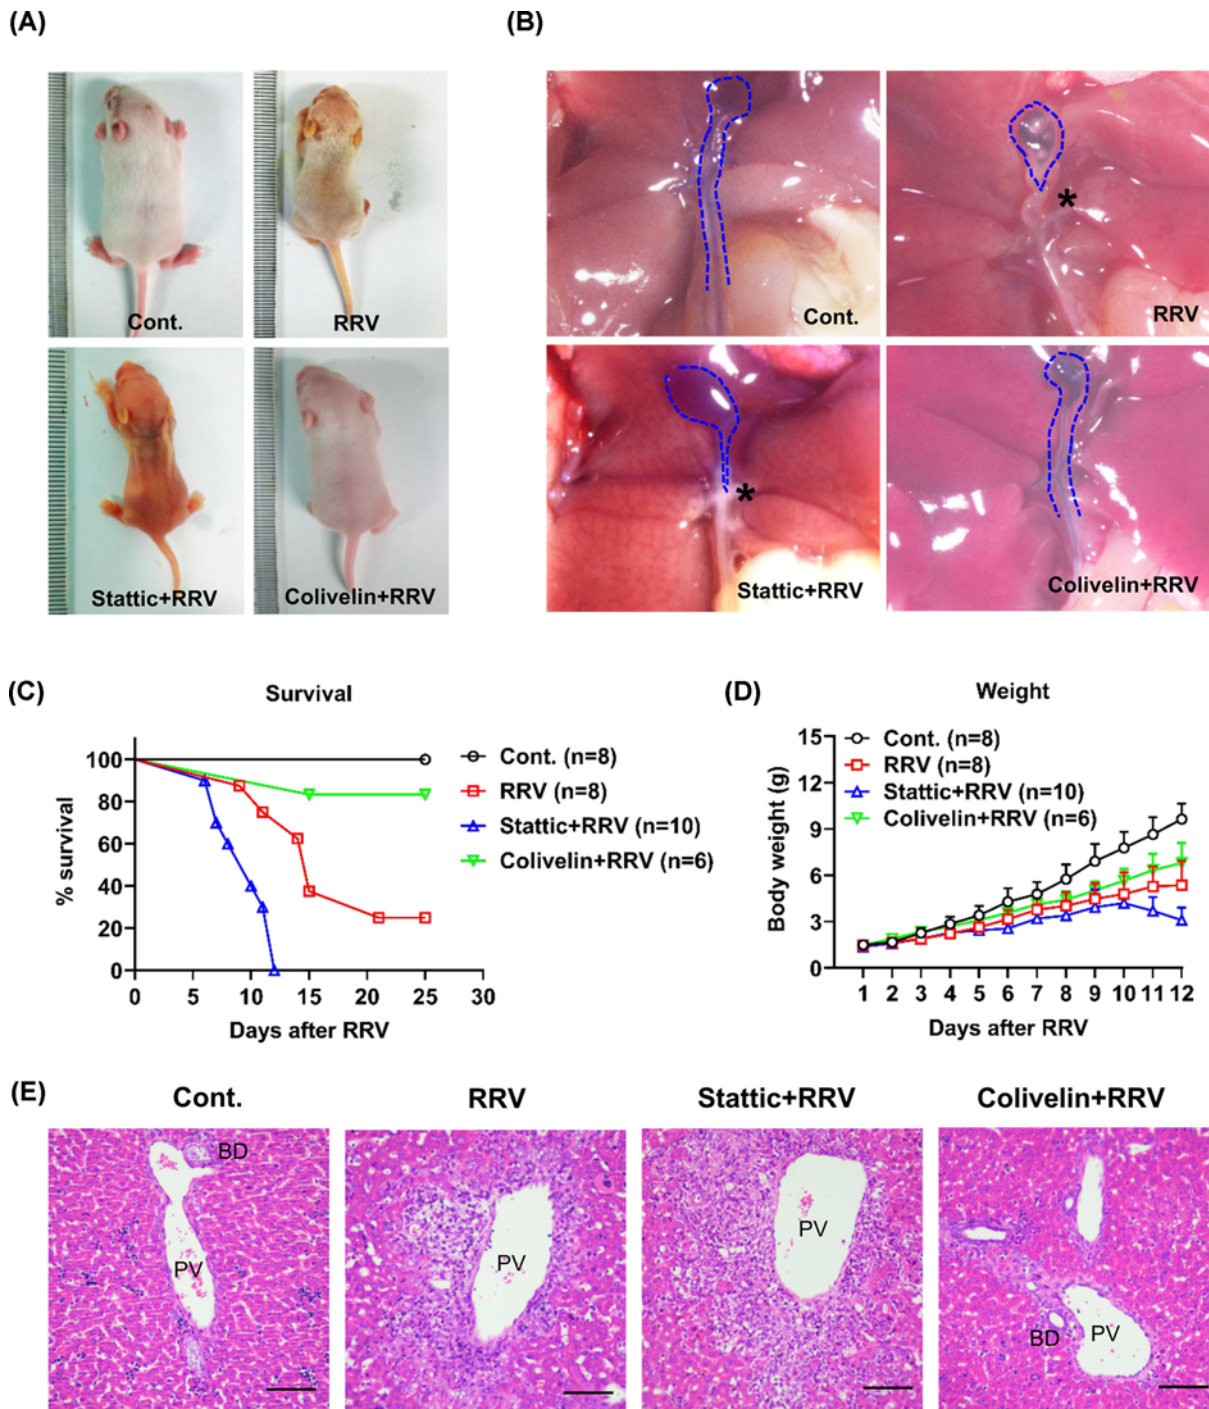 (A)
(B)
Cont.
RRV
Stattic+RRV
Colivelin+RRV
Cont.
RRV
*
Stattic+RRV
*
Colivelin+RRV
(C)
Survival
% survival
100
80
60
40
20
0
0 5 10 15 20 25 30
Days after RRV
Cont. (n=8)
RRV (n=8)
Stattic+RRV (n=10)
Colivelin+RRV (n=6)
(D)
Weight
Body weight (g)
15
12
9
6
3
0
1 2 3 4 5 6 7 8 9 10 11 12
Days after RRV
Cont. (n=8)
RRV (n=8)
Stattic+RRV (n=10)
Colivelin+RRV (n=6)
(E)
Cont.
RRV
Stattic+RRV
Colivelin+RRV
BD
PV
PV
PV
BD
PV